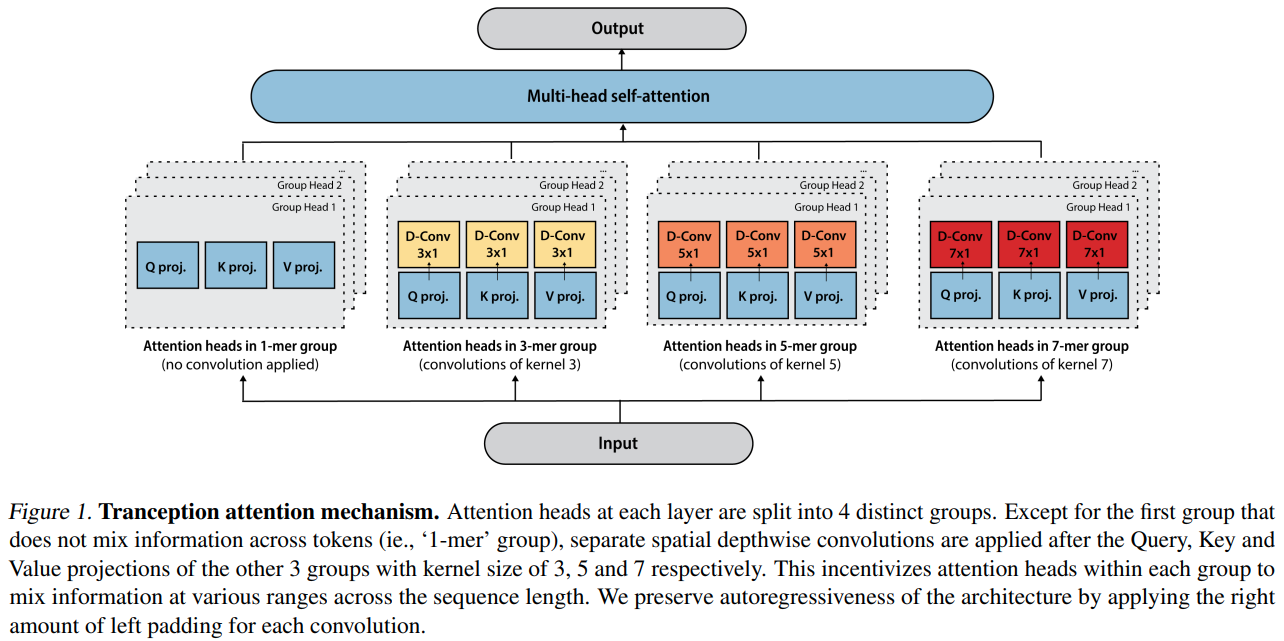 Output
Multi-head self-attention
... ... ... ...
Group Head 2 Group Head 2 Group Head 2 Group Head 2
Group Head 1 Group Head 1 Group Head 1 Group Head 1
D-Conv D-Conv D-Conv D-Conv D-Conv D-Conv D-Conv D-Conv D-Conv
3x1 3x1 3x1 5x1 5x1 5x1 7x1 7x1 7x1
Q proj. K proj. V proj. Q proj. K proj. V proj. Q proj. K proj. V proj. Q proj. K proj. V proj.
Attention heads in 1-mer group Attention heads in 3-mer group Attention heads in 5-mer group Attention heads in 7-mer group
(no convolution applied) (convolutions of kernel 3) (convolutions of kernel 5) (convolutions of kernel 7)
Input
Figure 1. Tranception attention mechanism. Attention heads at each layer are split into 4 distinct groups. Except for the first group that
does not mix information across tokens (ie., ‘1-mer’ group), separate spatial depthwise convolutions are applied after the Query, Key and
Value projections of the other 3 groups with kernel size of 3, 5 and 7 respectively. This incentivizes attention heads within each group to
mix information at various ranges across the sequence length. We preserve autoregressiveness of the architecture by applying the right
amount of left padding for each convolution.